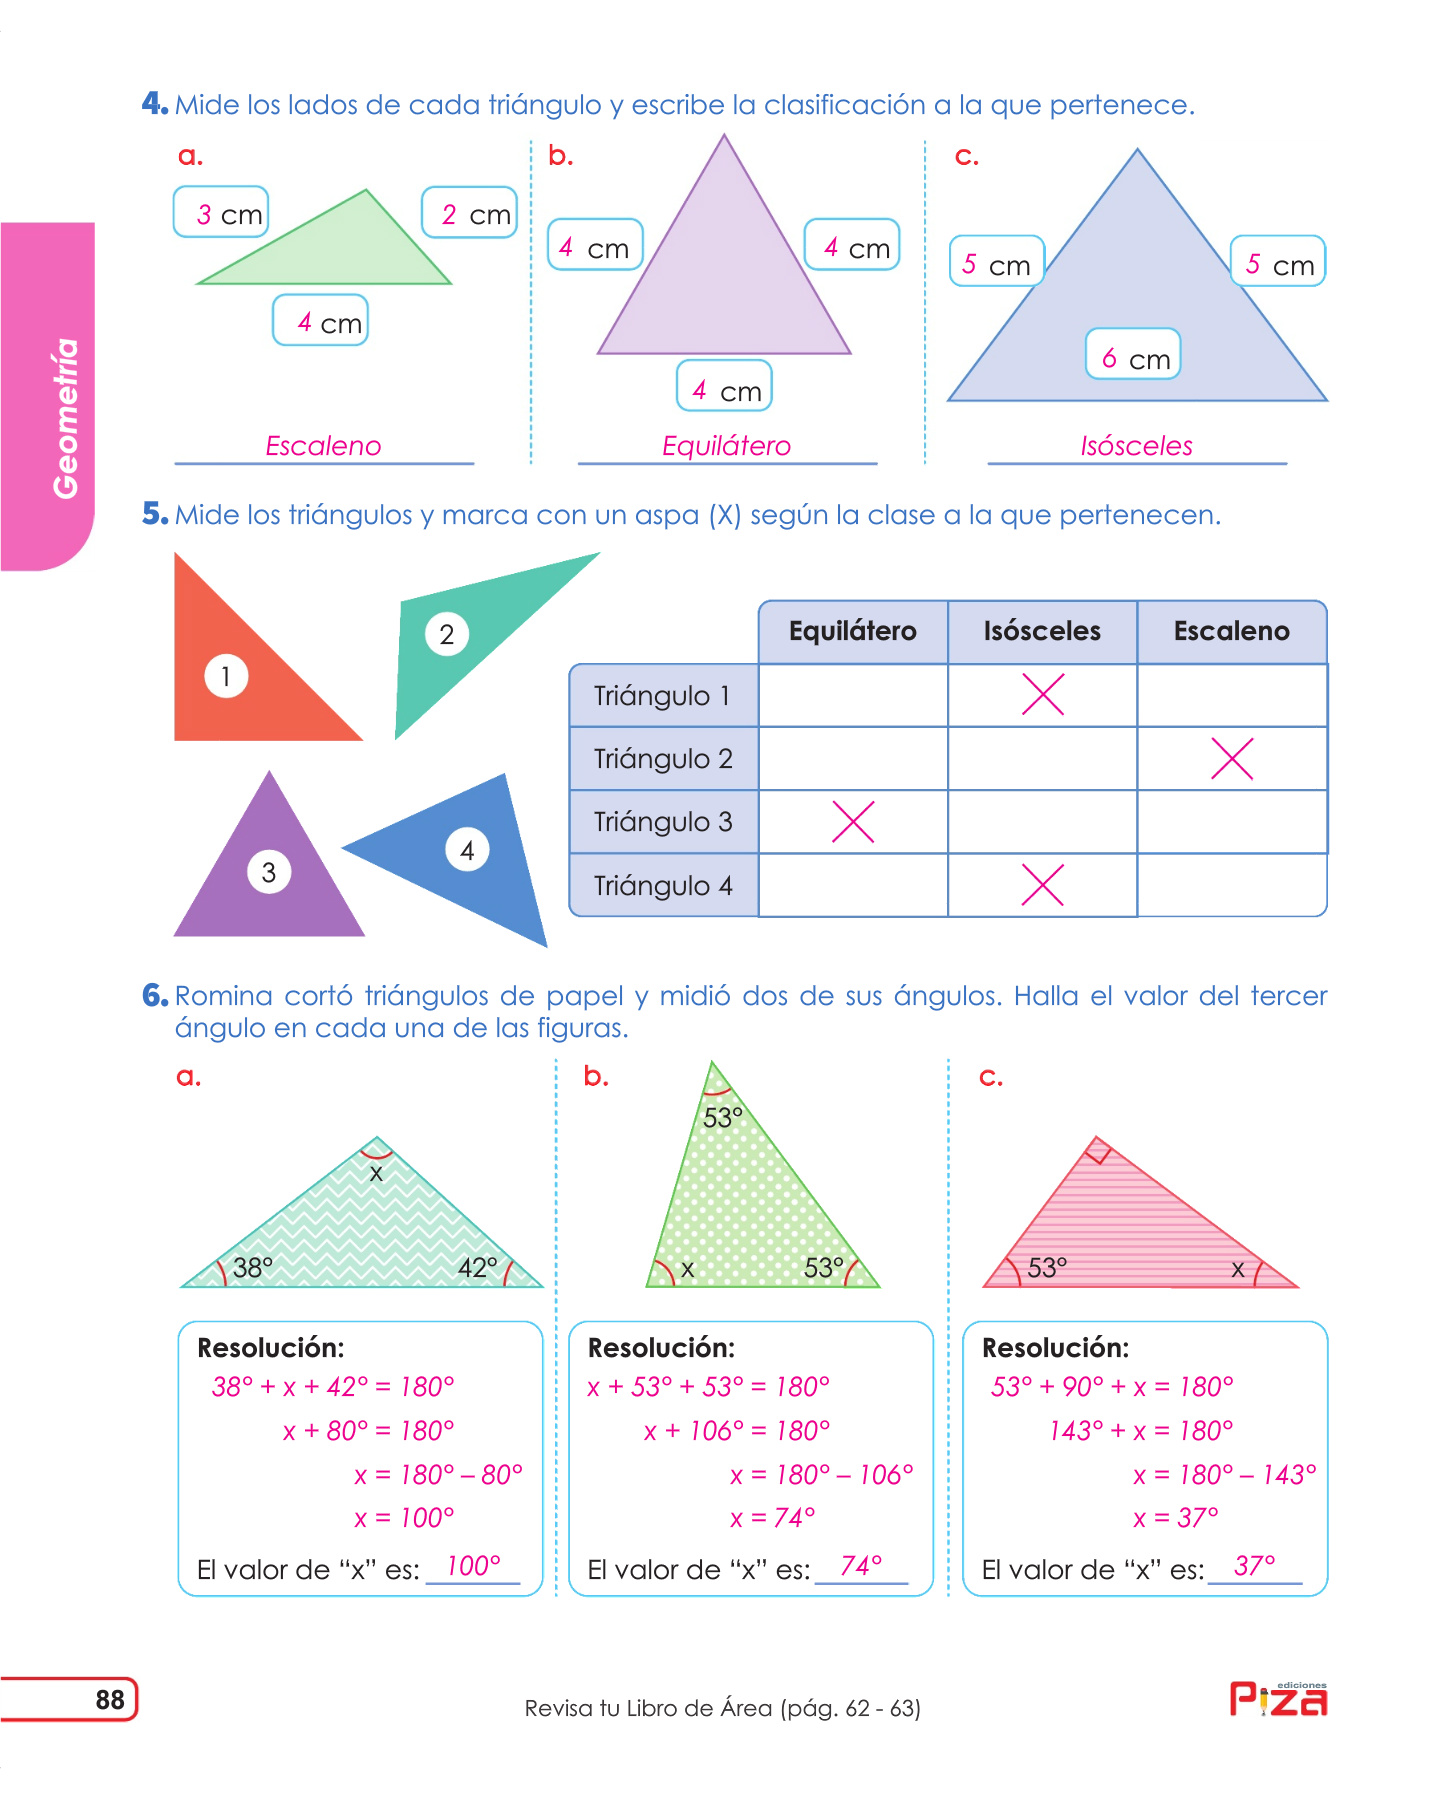 4. Mide los lados de cada triángulo y escribe la clasificación a la que pertenece.
a.
b.
c.
3 cm
2 cm
4 cm
Escaleno
4 cm
4 cm
4 cm
Equilátero
5 cm
5 cm
6 cm
Isósceles
Geometría
5. Mide los triángulos y marca con un aspa (X) según la clase a la que pertenecen.
1
2
3
4
Equilátero Isósceles Escaleno
Triángulo 1
Triángulo 2
Triángulo 3
Triángulo 4
6. Romina cortó triángulos de papel y midió dos de sus ángulos. Halla el valor del tercer
ángulo en cada una de las figuras.
a.
x
38° 42°
Resolución:
38° + x + 42° = 180°
x + 80° = 180°
x = 180° – 80°
x = 100°
El valor de “x” es: 100°
b.
53°
x 53°
Resolución:
x + 53° + 53° = 180°
x + 106° = 180°
x = 180° – 106°
x = 74°
El valor de “x” es: 74°
c.
53° x
Resolución:
53° + 90° + x = 180°
143° + x = 180°
x = 180° – 143°
x = 37°
El valor de “x” es: 37°
88
Revisa tu Libro de Área (pág. 62 - 63)
ediciones
Piza